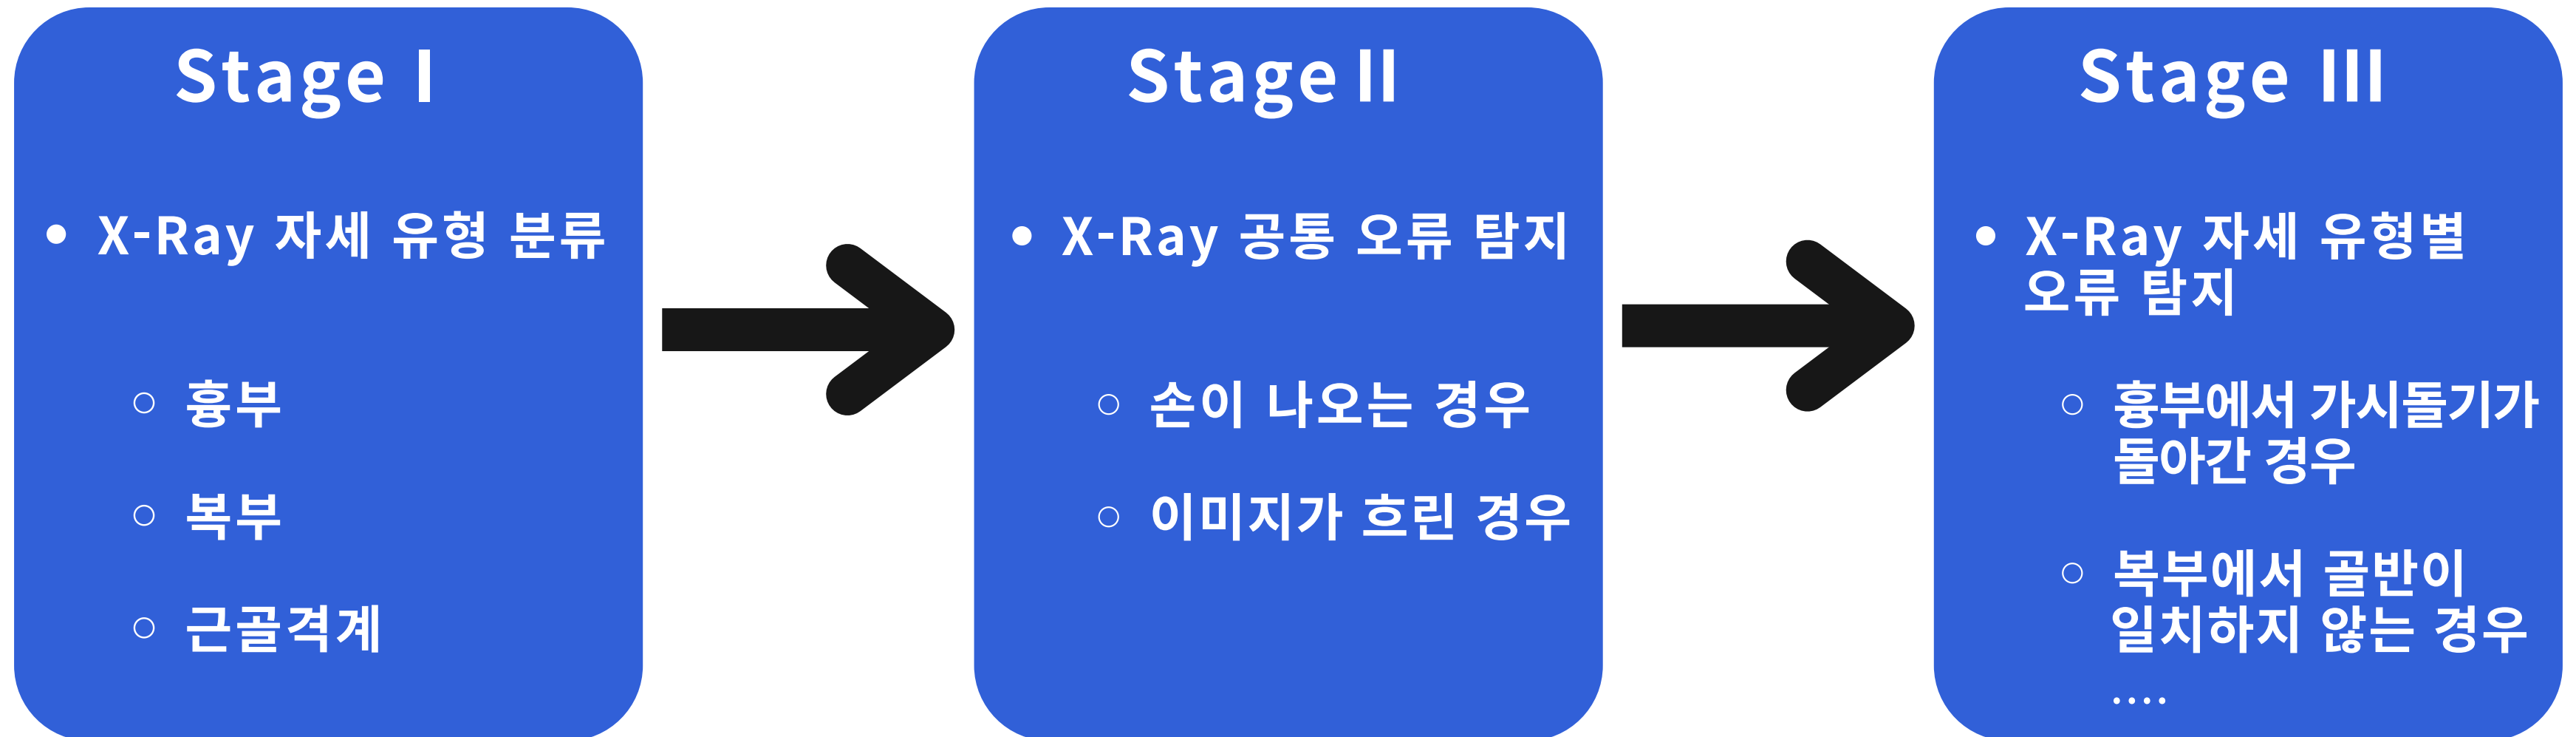 Stage I
• X-Ray 자세 유형 분류
○ 흉부
○ 복부
○ 근골격계
Stage II
• X-Ray 공통 오류 탐지
○ 손이 나오는 경우
○ 이미지가 흐린 경우
Stage III
• X-Ray 자세 유형별
오류 탐지
○ 흉부에서 가시돌기가
돌아간 경우
○ 복부에서 골반이
일치하지 않는 경우
....